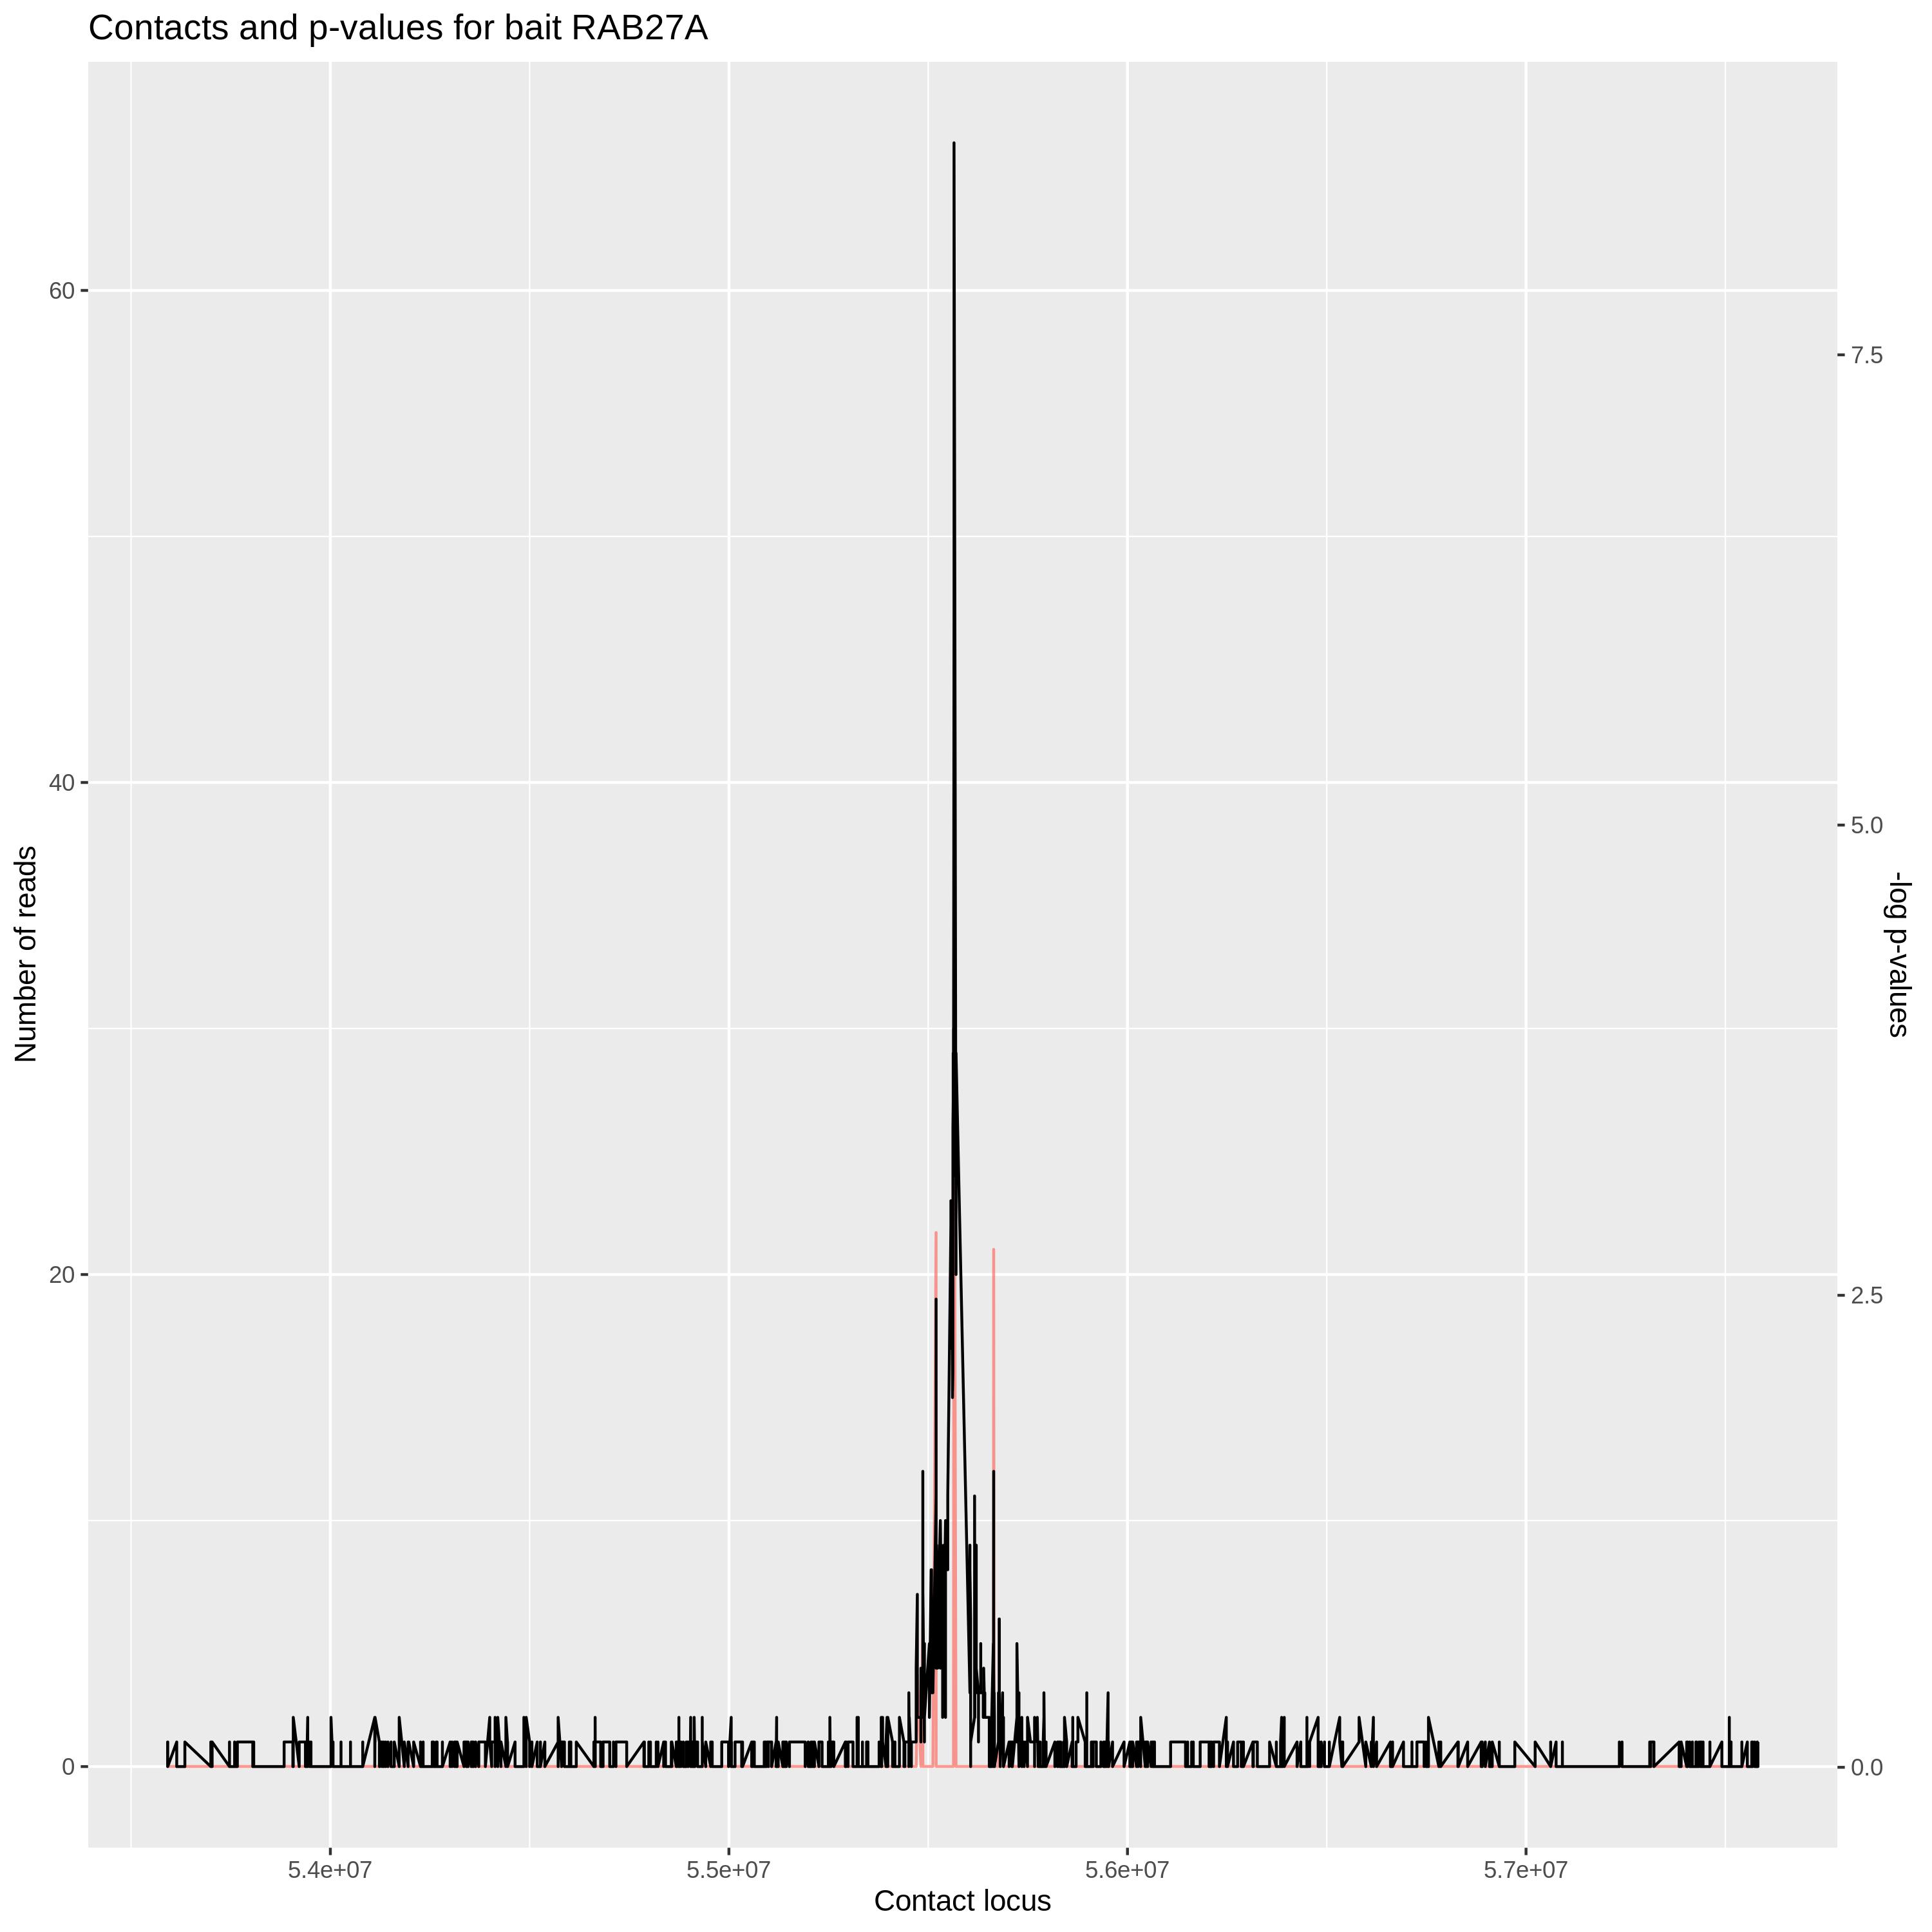 Contacts and p-values for bait RAB27A
60
40
20
0
7.5
5.0
2.5
0.0
Number of reads
-log p-values
5.4e+07
5.5e+07
5.6e+07
5.7e+07
Contact locus